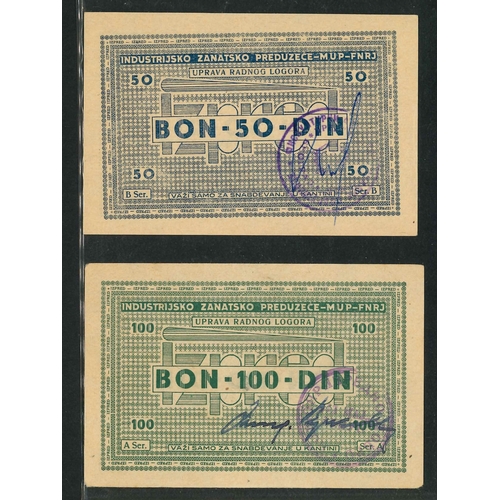 INDUSTRIJSKO ZANATSKO PREDUZEĆE-MUP-FNRJ
50 UPRAVA RADNOG LOGORA 50
Izpred
BON-50-DIN
50 50
B Ser. Ser. B
VAŽI SAMO ZA SNABDEVANJE U KANTINI
INDUSTRIJSKO ZANATSKO PREDUZEĆE-MUP-FNRJ
100 UPRAVA RADNOG LOGORA 100
Izpred
BON-100-DIN
100 100
A Ser. Ser. A
VAŽI SAMO ZA SNABDEVANJE U KANTINI